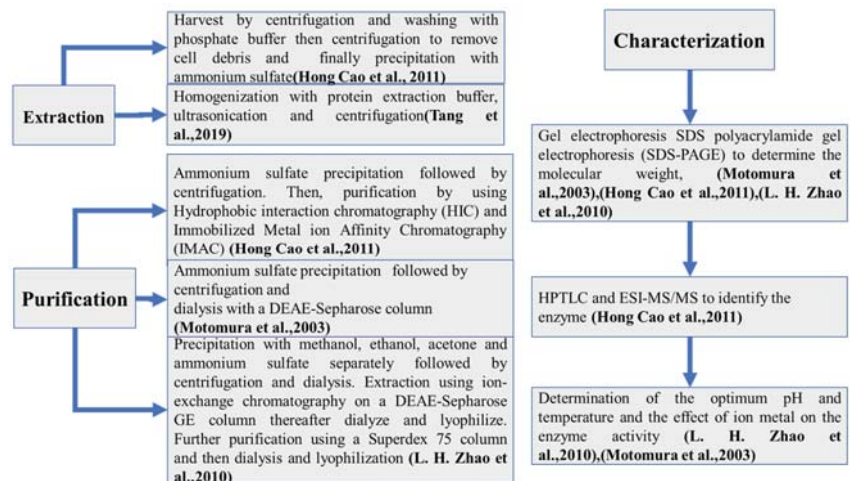 Extraction
Harvest by centrifugation and washing with
phosphate buffer then centrifugation to remove
cell debris and finally precipitation with
ammonium sulfate(Hong Cao et al., 2011)
Homogenization with protein extraction buffer,
ultrasonication and centrifugation(Tang et
al.,2019)
Purification
Ammonium sulfate precipitation followed by
centrifugation. Then, purification by using
Hydrophobic interaction chromatography (HIC) and
Immobilized Metal ion Affinity Chromatography
(IMAC) (Hong Cao et al.,2011)
Ammonium sulfate precipitation followed by
centrifugation and
dialysis with a DEAE-Sepharose column
(Motomura et al.,2003)
Precipitation with methanol, ethanol, acetone and
ammonium sulfate separately followed by
centrifugation and dialysis. Extraction using ion-
exchange chromatography on a DEAE-Sepharose
GE column thereafter dialyze and lyophilize.
Further purification using a Superdex 75 column
and then dialysis and lyophilization (L. H. Zhao et
al.,2010)
Characterization
Gel electrophoresis SDS polyacrylamide gel
electrophoresis (SDS-PAGE) to determine the
molecular weight, (Motomura et
al.,2003),(Hong Cao et al.,2011),(L. H. Zhao
et al.,2010)
HPTLC and ESI-MS/MS to identify the
enzyme (Hong Cao et al.,2011)
Determination of the optimum pH and
temperature and the effect of ion metal on the
enzyme activity (L. H. Zhao et
al.,2010),(Motomura et al.,2003)